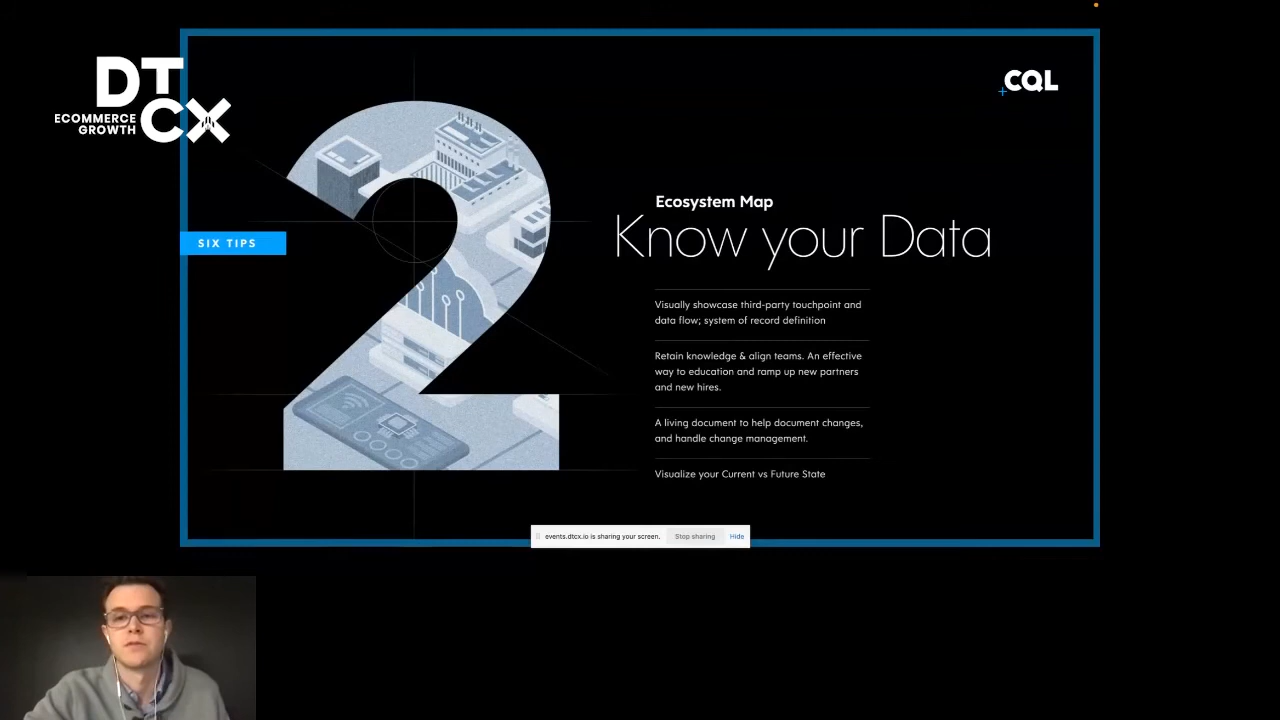 DT
CX
ECOMMERCE
GROWTH
CQL
SIX TIPS
2
Ecosystem Map
Know your Data
Visually showcase third-party touchpoint and
data flow; system of record definition
Retain knowledge & align teams. An effective
way to education and ramp up new partners
and new hires.
A living document to help document changes,
and handle change management.
Visualize your Current vs Future State
events.dtcx.io is sharing your screen.
Stop sharing
Hide